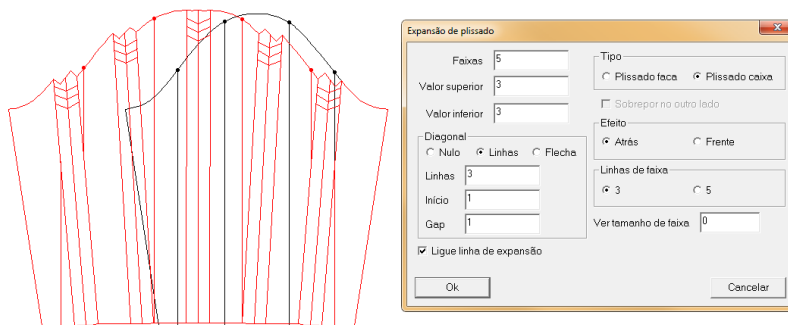 Expansão de plissado
Faixas 5
Valor superior 3
Valor inferior 3
Diagonal
Nulo Linhas Flecha
Linhas 3
Início 1
Gap 1
Ligue linha de expansão
Ok
Tipo
Plissado faca Plissado caixa
Sobrepor no outro lado
Efeito
Atrás Frente
Linhas de faixa
3 5
Ver tamanho de faixa 0
Cancelar